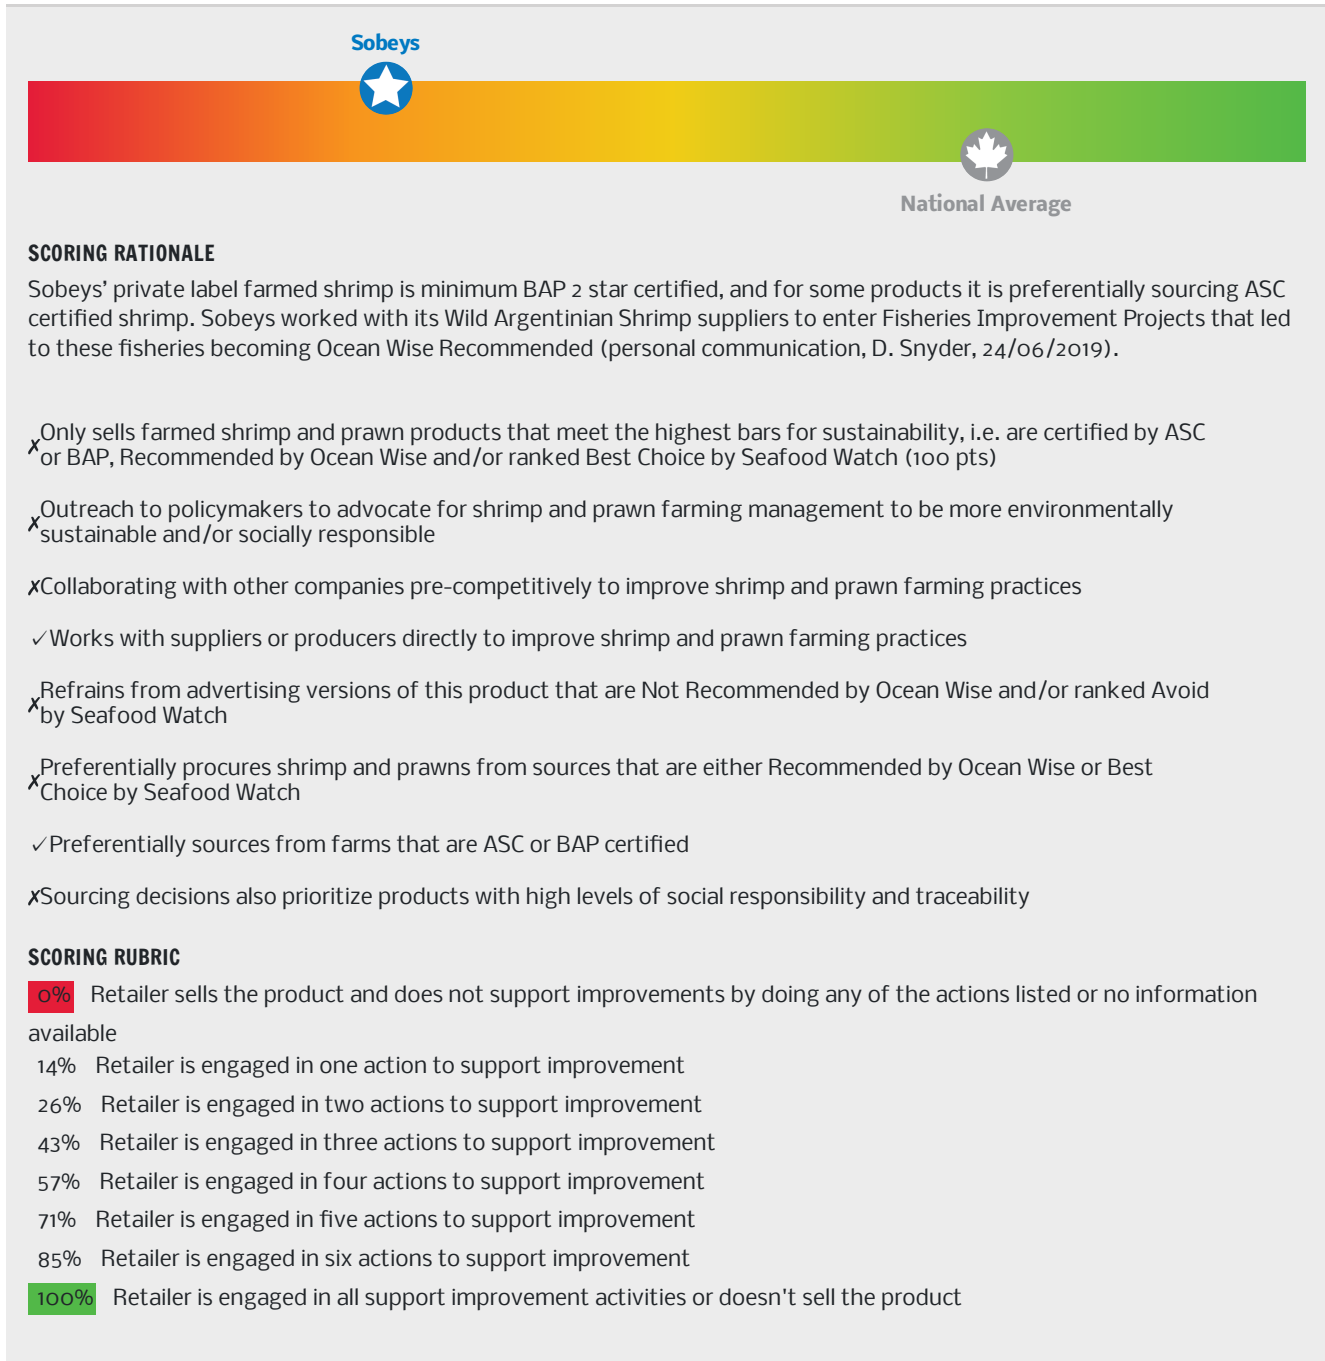 Sobeys
National Average
SCORING RATIONALE
Sobeys’ private label farmed shrimp is minimum BAP 2 star certified, and for some products it is preferentially sourcing ASC
certified shrimp. Sobeys worked with its Wild Argentinian Shrimp suppliers to enter Fisheries Improvement Projects that led
to these fisheries becoming Ocean Wise Recommended (personal communication, D. Snyder, 24/06/2019).
✗Only sells farmed shrimp and prawn products that meet the highest bars for sustainability, i.e. are certified by ASC
or BAP, Recommended by Ocean Wise and/or ranked Best Choice by Seafood Watch (100 pts)
✗Outreach to policymakers to advocate for shrimp and prawn farming management to be more environmentally
sustainable and/or socially responsible
✗Collaborating with other companies pre-competitively to improve shrimp and prawn farming practices
✓Works with suppliers or producers directly to improve shrimp and prawn farming practices
✗Refrains from advertising versions of this product that are Not Recommended by Ocean Wise and/or ranked Avoid
by Seafood Watch
✗Preferentially procures shrimp and prawns from sources that are either Recommended by Ocean Wise or Best
Choice by Seafood Watch
✓Preferentially sources from farms that are ASC or BAP certified
✗Sourcing decisions also prioritize products with high levels of social responsibility and traceability
SCORING RUBRIC
0% Retailer sells the product and does not support improvements by doing any of the actions listed or no information
available
14% Retailer is engaged in one action to support improvement
26% Retailer is engaged in two actions to support improvement
43% Retailer is engaged in three actions to support improvement
57% Retailer is engaged in four actions to support improvement
71% Retailer is engaged in five actions to support improvement
85% Retailer is engaged in six actions to support improvement
100% Retailer is engaged in all support improvement activities or doesn't sell the product